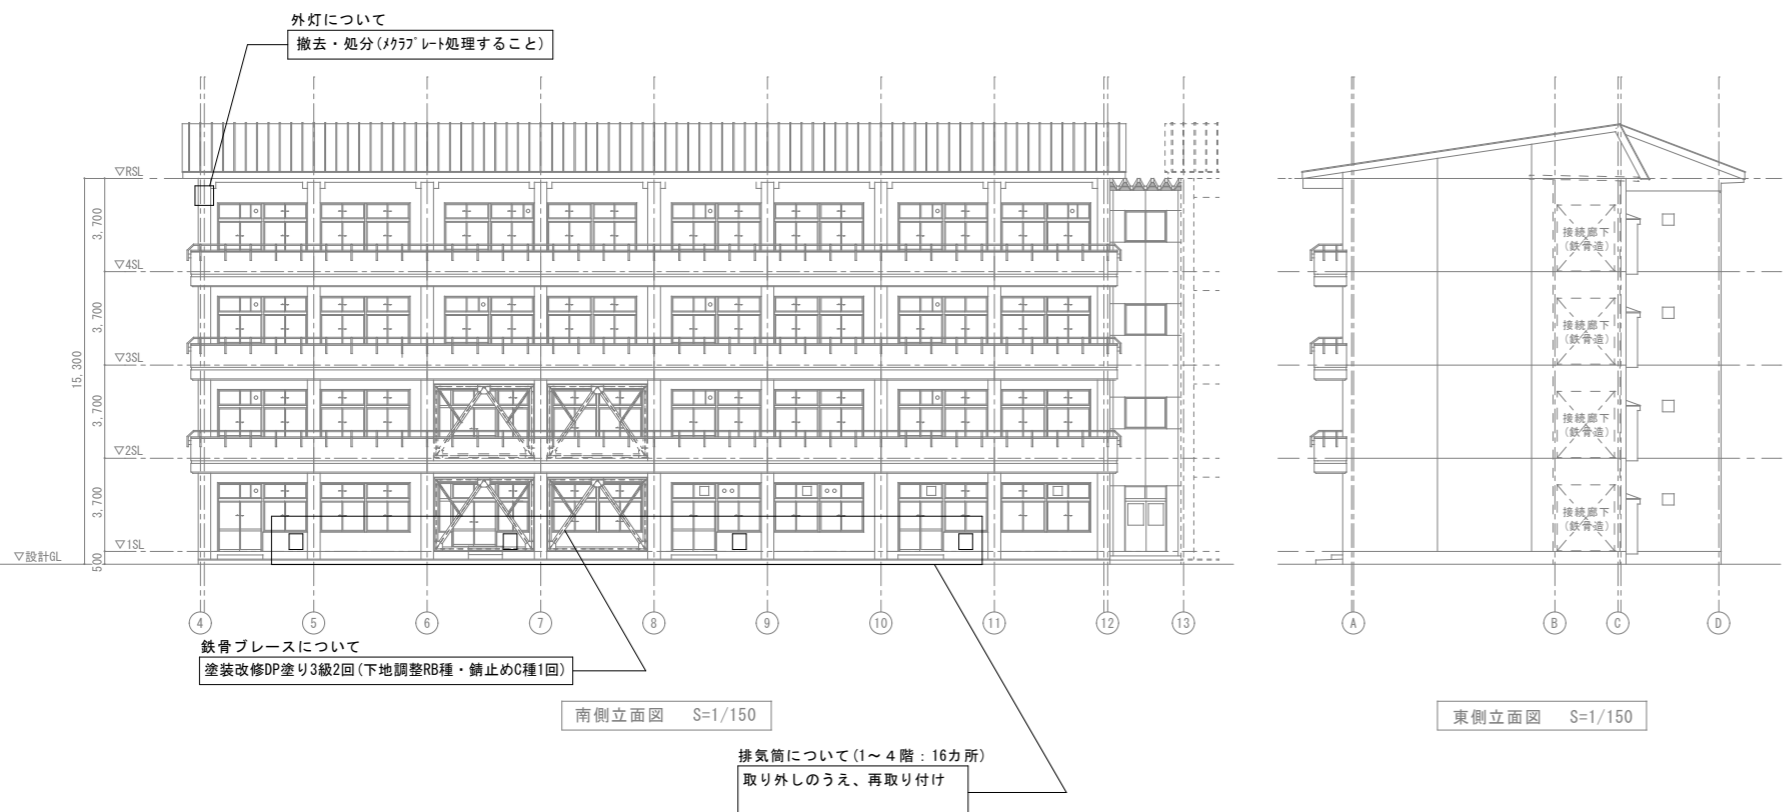 外灯について
撤去・処分(ﾒｸﾗﾌﾟﾚｰﾄ処理すること)
▽RSL
3,700
▽4SL
3,700
▽3SL
15,300
3,700
▽2SL
3,700
▽1SL
▽設計GL
500
接続廊下
(鉄骨造)
接続廊下
(鉄骨造)
接続廊下
(鉄骨造)
接続廊下
(鉄骨造)
4 5 6 7 8 9 10 11 12 13
A B C D
鉄骨ブレースについて
塗装改修DP塗り3級2回(下地調整RB種・錆止めC種1回)
南側立面図 S=1/150
東側立面図 S=1/150
排気筒について(1～4階：16カ所)
取り外しのうえ、再取り付け